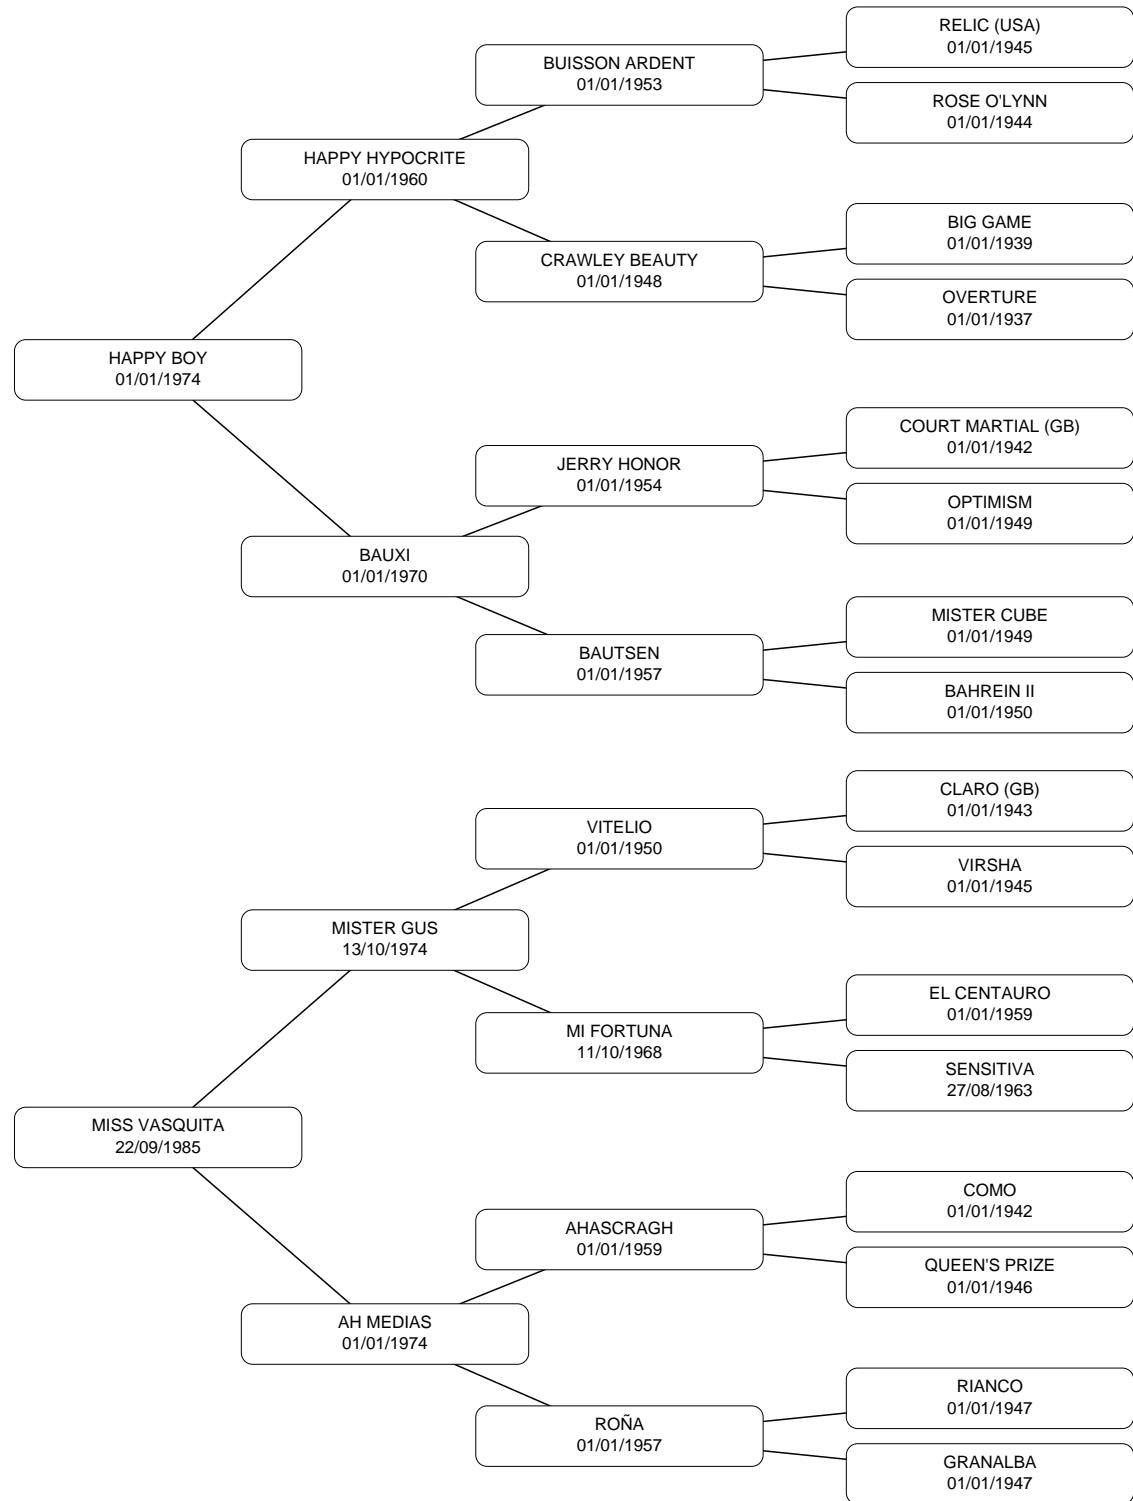 RELIC (USA)
01/01/1945
BUISSON ARDENT
01/01/1953
ROSE O'LYNN
01/01/1944
HAPPY HYPOCRITE
01/01/1960
BIG GAME
01/01/1939
CRAWLEY BEAUTY
01/01/1948
OVERTURE
01/01/1937
HAPPY BOY
01/01/1974
COURT MARTIAL (GB)
01/01/1942
JERRY HONOR
01/01/1954
OPTIMISM
01/01/1949
BAUXI
01/01/1970
MISTER CUBE
01/01/1949
BAUTSEN
01/01/1957
BAHREIN II
01/01/1950
CLARO (GB)
01/01/1943
VITELIO
01/01/1950
VIRSHA
01/01/1945
MISTER GUS
13/10/1974
EL CENTAURO
01/01/1959
MI FORTUNA
11/10/1968
SENSITIVA
27/08/1963
MISS VASQUITA
22/09/1985
COMO
01/01/1942
AHASCRAGH
01/01/1959
QUEEN'S PRIZE
01/01/1946
AH MEDIAS
01/01/1974
RIANCO
01/01/1947
ROÑA
01/01/1957
GRANALBA
01/01/1947